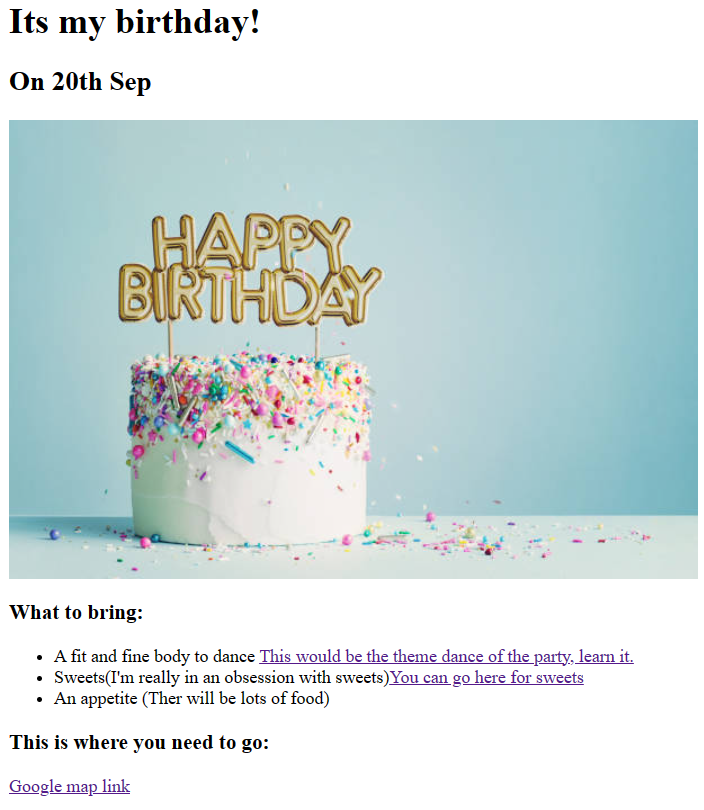 Its my birthday!
On 20th Sep
HAPPY
BIRTHDAY
What to bring:
A fit and fine body to dance This would be the theme dance of the party, learn it.
Sweets(I'm really in an obsession with sweets)You can go here for sweets
An appetite (Ther will be lots of food)
This is where you need to go:
Google map link